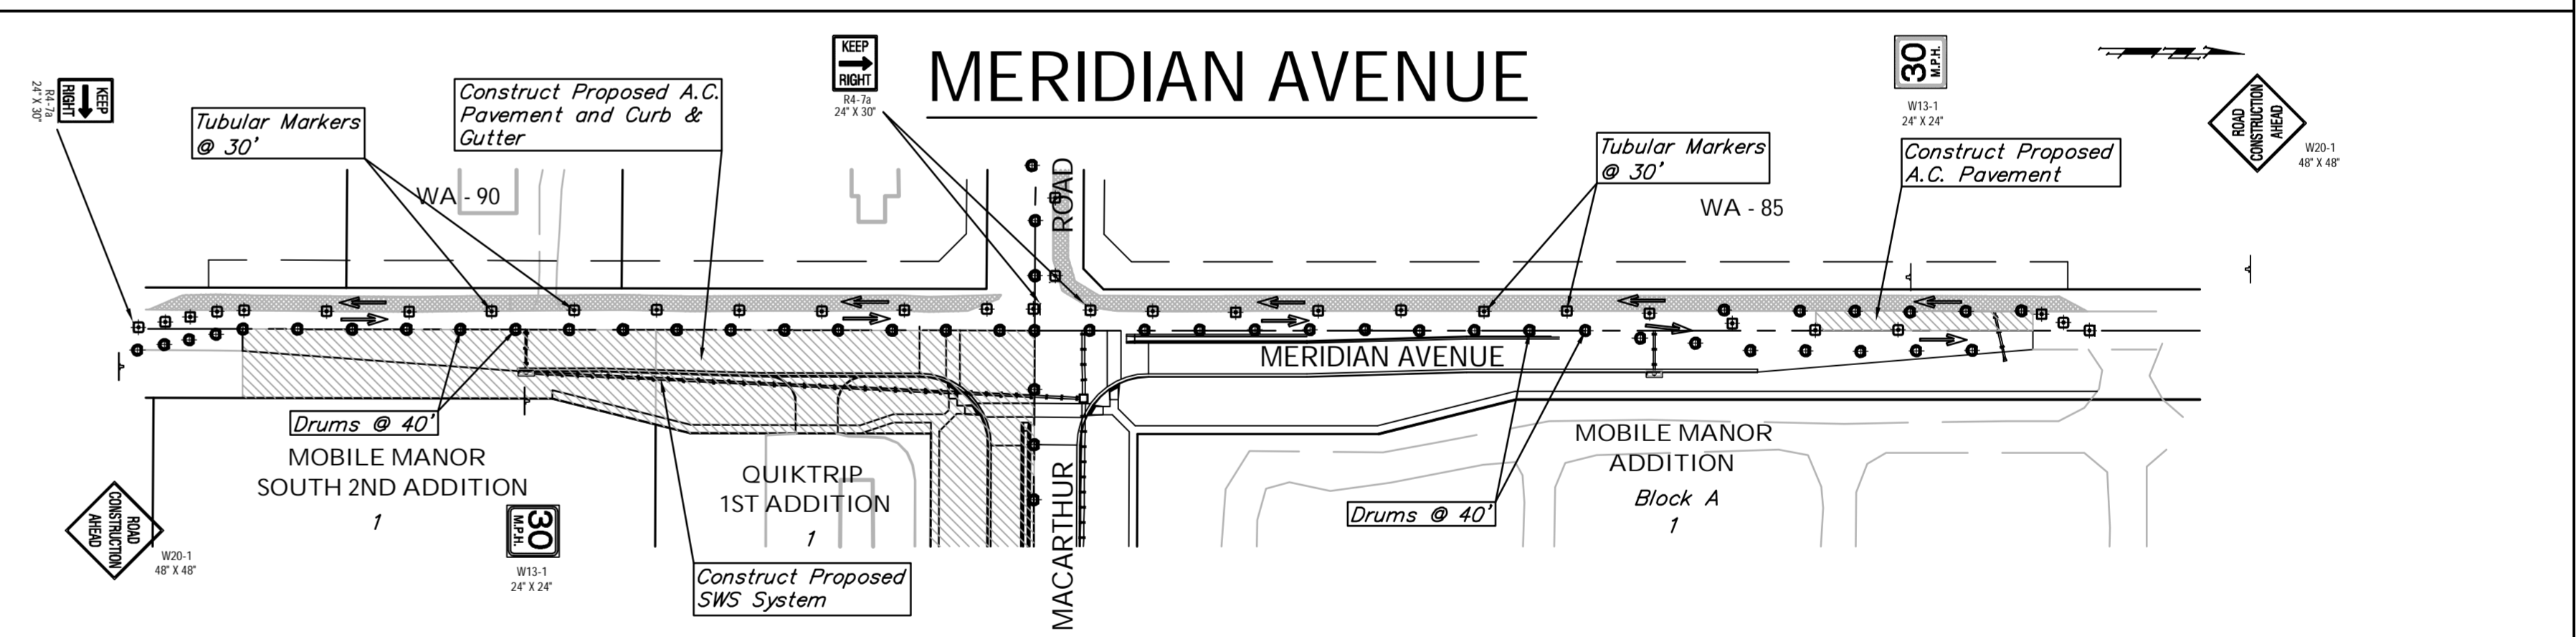 KEEP
RIGHT
R4-7a
24" X 30"
Tubular Markers
@ 30'
Construct Proposed A.C.
Pavement and Curb &
Gutter
KEEP
RIGHT
R4-7a
24" X 30"
MERIDIAN AVENUE
30
M.P.H.
W13-1
24" X 24"
ROAD
CONSTRUCTION
AHEAD
W20-1
48" X 48"
Tubular Markers
@ 30'
Construct Proposed
A.C. Pavement
WA - 90
ROAD
WA - 85
MERIDIAN AVENUE
Drums @ 40'
MOBILE MANOR
SOUTH 2ND ADDITION
1
QUIKTRIP
1ST ADDITION
1
MACARTHUR
Drums @ 40'
MOBILE MANOR
ADDITION
Block A
1
ROAD
CONSTRUCTION
AHEAD
W20-1
48" X 48"
30
M.P.H.
W13-1
24" X 24"
Construct Proposed
SWS System